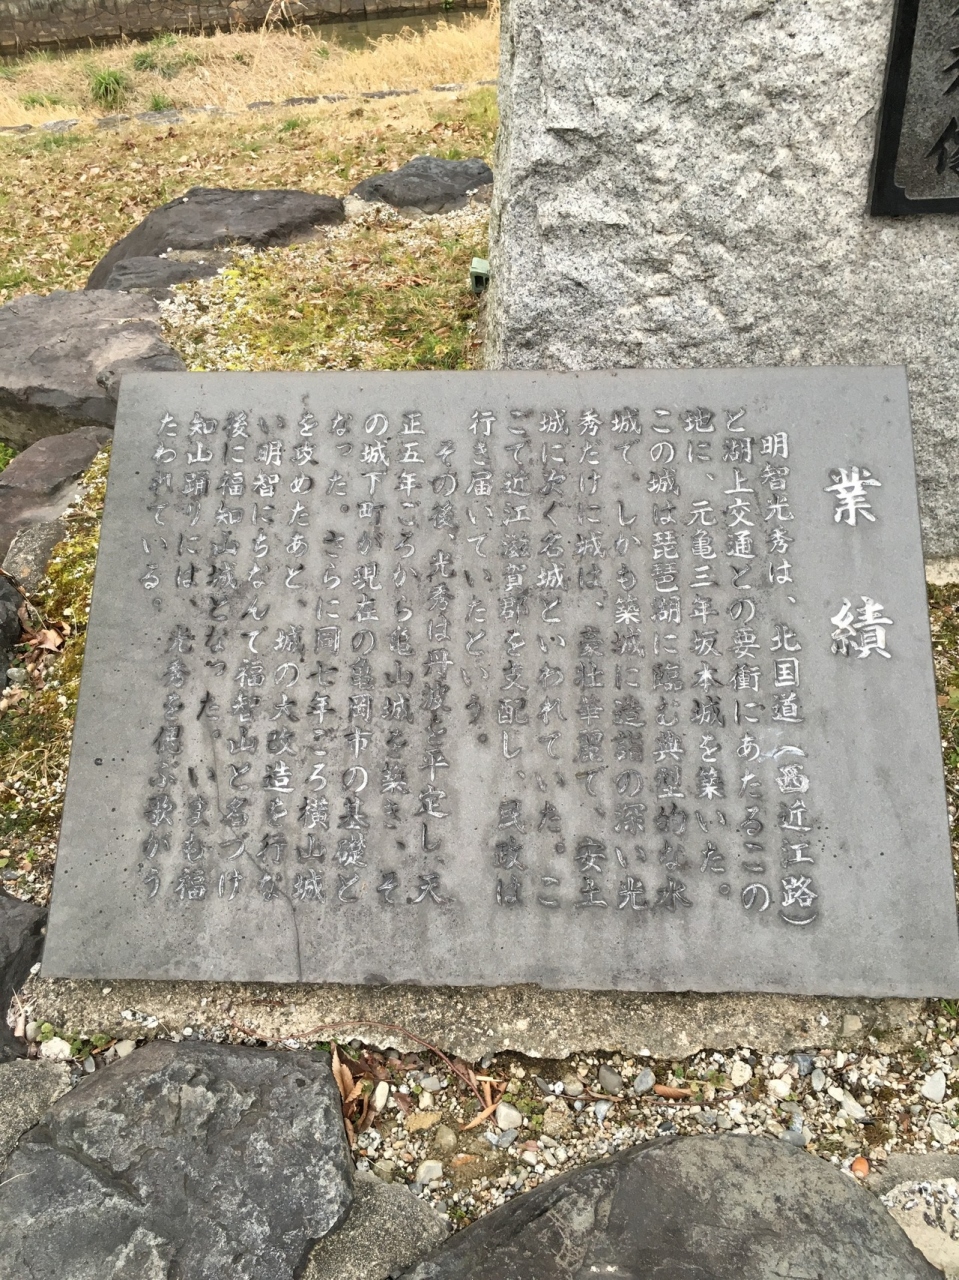 業績
明智光秀は、北国道（西近江路）
と湖上交通との要衝にあたるこの
地に、元亀三年坂本城を築いた。
この城は琵琶湖に臨む典型的な水
城で、しかも築城に造詣の深い光
秀だけに城は、豪壮華麗で、安土
城に次ぐ名城といわれていた。こ
こで近江滋賀郡を支配し、民政は
行き届いていたという。
その後、光秀は丹波を平定し、天
正五年ごろから亀山城を築き、そ
の城下町が現在の亀岡市の基礎と
なった。さらに同七年ごろ横山城
を攻めたあと、城の大改造を行な
い明智にちなんで福智山と名づけ
後に福知山城となった。いまも福
知山踊りには、光秀を偲ぶ歌がう
たわれている。